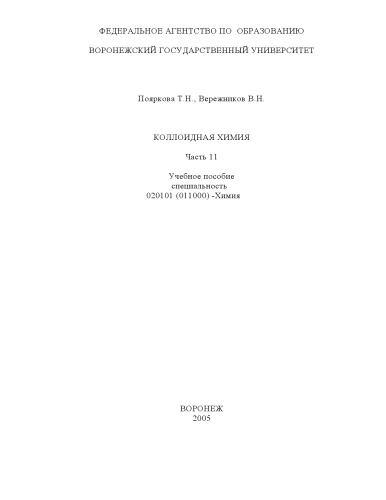 ФЕДЕРАЛЬНОЕ АГЕНТСТВО ПО ОБРАЗОВАНИЮ
ВОРОНЕЖСКИЙ ГОСУДАРСТВЕННЫЙ УНИВЕРСИТЕТ
Пояркова Т.Н., Вережников В.Н.
КОЛЛОИДНАЯ ХИМИЯ
Часть 11
Учебное пособие
специальность
020101 (011000) -Химия
ВОРОНЕЖ
2005